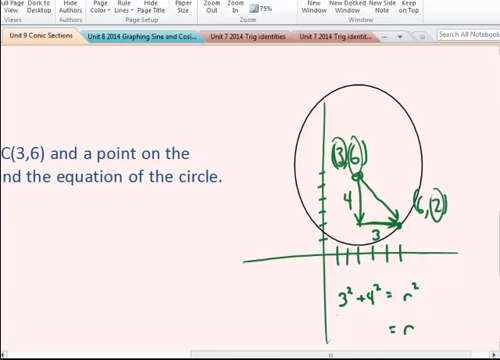 ull Page Dock to
Views Desktop
Views
Hide
Authors
Authors
Page
Color
Rule
Lines
Hide
Page Title
Page Setup
Paper
Size
Zoom
Out
Zoom
In
75%
Zoom
New
Window
New Docked
Window
New Side
Note
Keep
on Top
Window
Unit 9 Conic Sections
Unit 8 2014 Graphing Sine and Cosi...
Unit 7 2014 Trig identities
Unit 7 2014 Trig identit...
Search All Notebook
C(3,6) and a point on the
nd the equation of the circle.
(3)(6)
4
(6,2)
3
3² + 4² = r²
= r